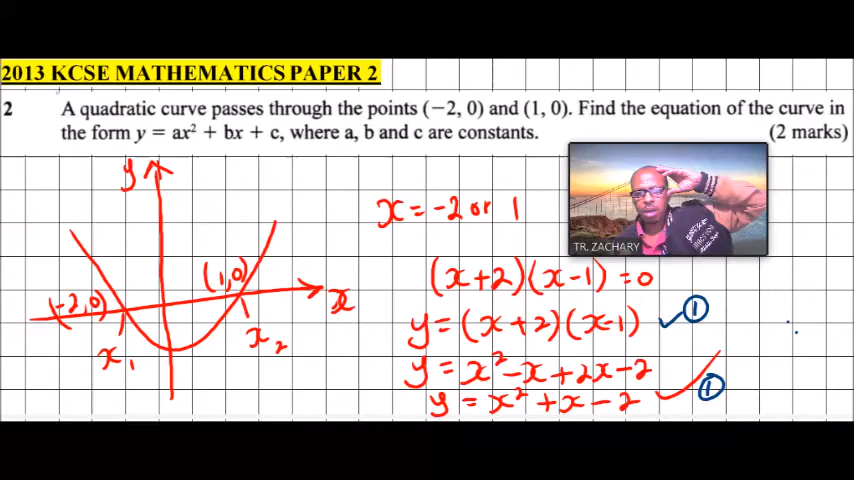 2013 KCSE MATHEMATICS PAPER 2
2 A quadratic curve passes through the points (−2, 0) and (1, 0). Find the equation of the curve in
the form y = ax² + bx + c, where a, b and c are constants. (2 marks)
y
x = -2 or 1
TR. ZACHARY
(x+2)(x-1) = 0
(-2,0) (1,0) x
y = (x+2)(x-1) ✓ ①
x₁ x₂
y = x² - x + 2x - 2
y = x² + x - 2 ✓ ①